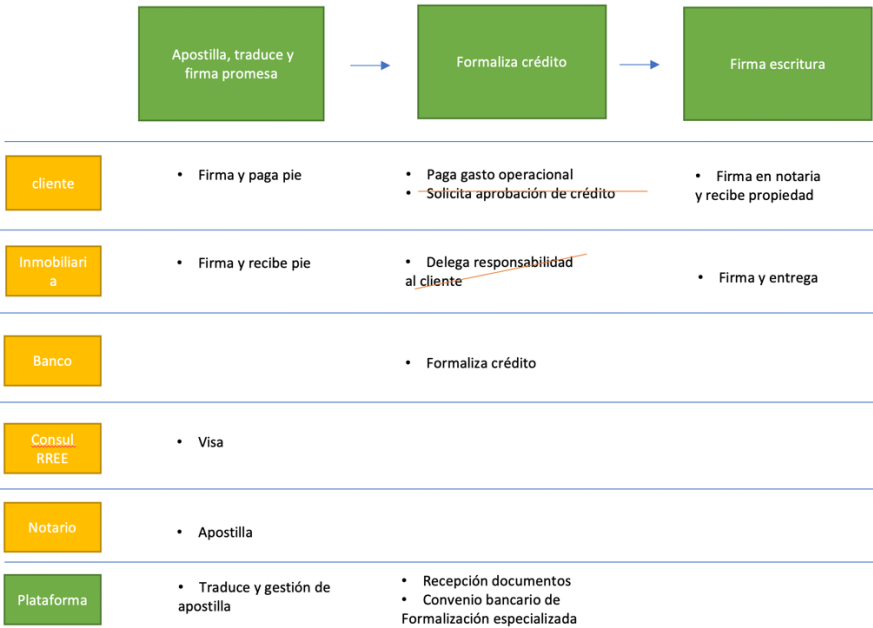 Apostilla, traduce y
firma promesa
Formaliza crédito
Firma escritura
cliente
• Firma y paga pie
• Paga gasto operacional
• Solicita aprobación de crédito
• Firma en notaria
y recibe propiedad
Inmobiliari
a
• Firma y recibe pie
• Delega responsabilidad
al cliente
• Firma y entrega
Banco
• Formaliza crédito
Consul
RREE
• Visa
Notario
• Apostilla
Plataforma
• Traduce y gestión de
apostilla
• Recepción documentos
• Convenio bancario de
Formalización especializada